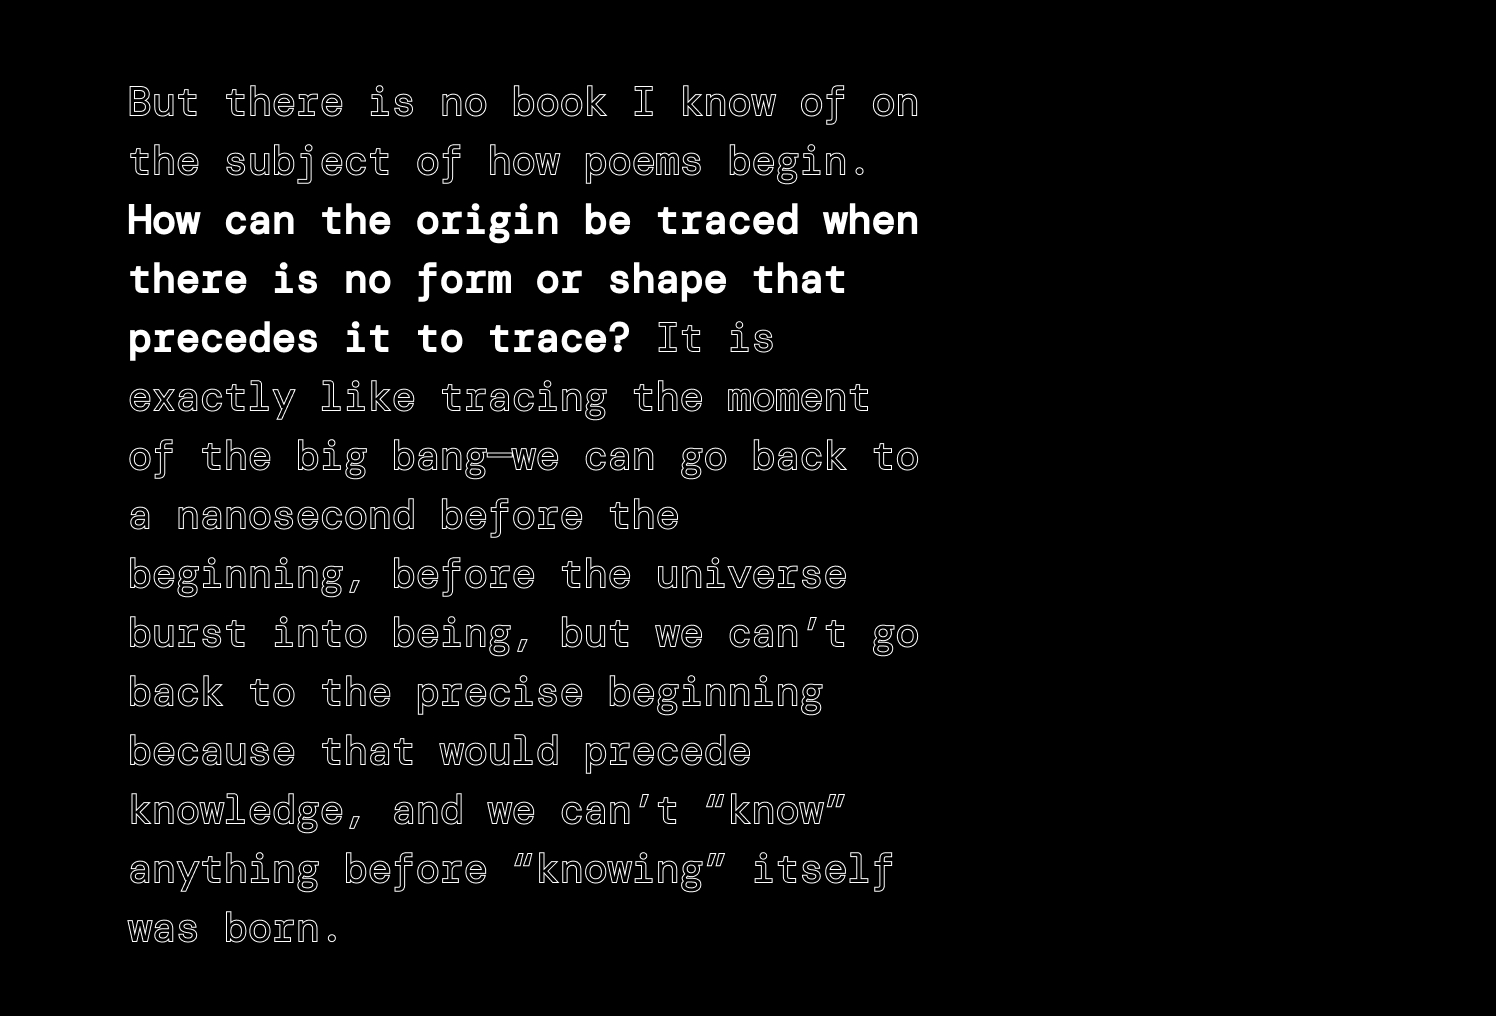 But there is no book I know of on
the subject of how poems begin.
How can the origin be traced when
there is no form or shape that
precedes it to trace? It is
exactly like tracing the moment
of the big bang—we can go back to
a nanosecond before the
beginning, before the universe
burst into being, but we can’t go
back to the precise beginning
because that would precede
knowledge, and we can’t “know”
anything before “knowing” itself
was born.